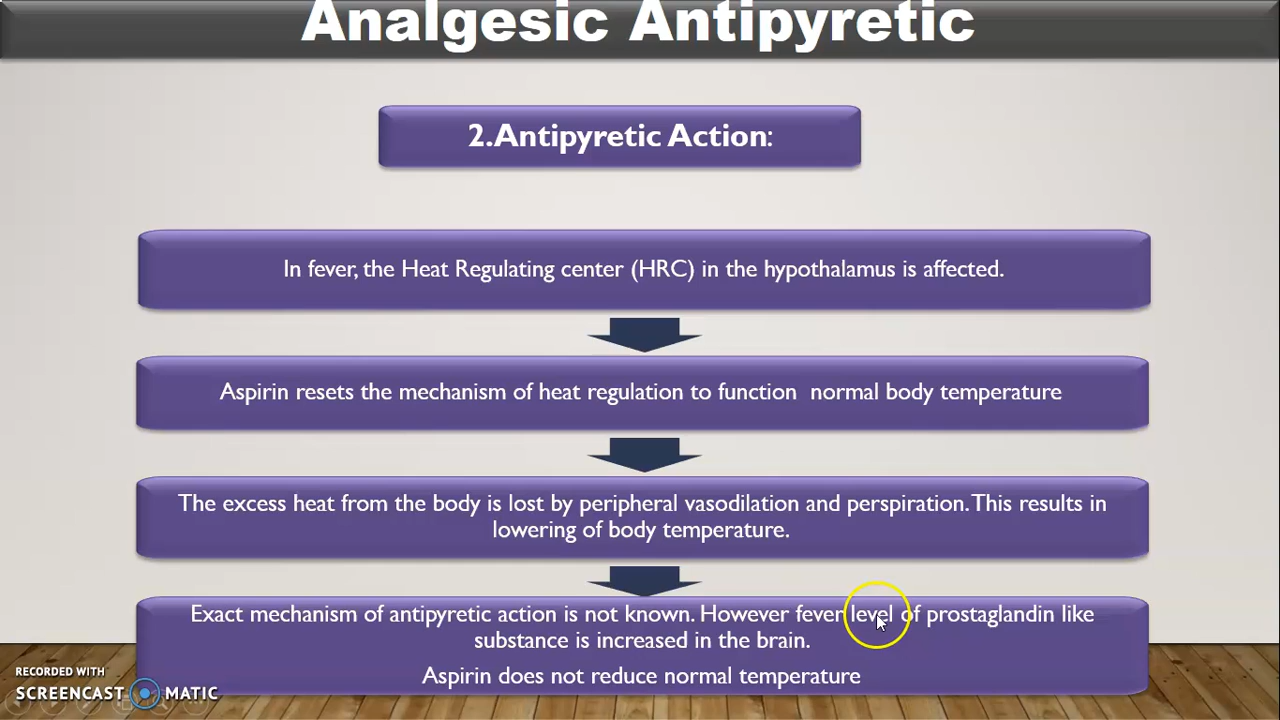 Analgesic Antipyretic
2.Antipyretic Action:
In fever, the Heat Regulating center (HRC) in the hypothalamus is affected.
Aspirin resets the mechanism of heat regulation to function  normal body temperature
The excess heat from the body is lost by peripheral vasodilation and perspiration. This results in
lowering of body temperature.
Exact mechanism of antipyretic action is not known. However fever level of prostaglandin like
substance is increased in the brain.
Aspirin does not reduce normal temperature
RECORDED WITH
SCREENCAST MATIC